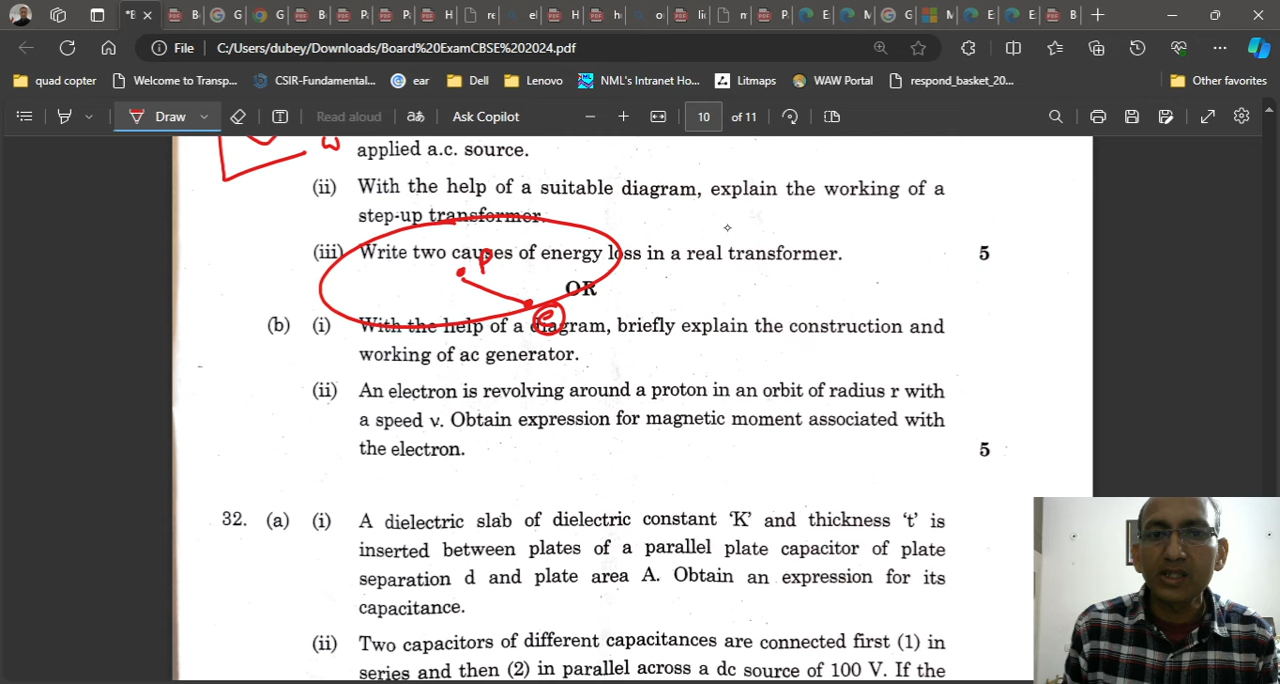 File C:/Users/dubey/Downloads/Board%20ExamCBSE%202024.pdf
quad copter Welcome to Transp... CSIR-Fundamental... ear Dell Lenovo NML's Intranet Ho... Litmaps WAW Portal respond_basket_20... Other favorites
Draw Read aloud aあ Ask Copilot 10 of 11
applied a.c. source.
(ii) With the help of a suitable diagram, explain the working of a
step-up transformer.
(iii) Write two causes of energy loss in a real transformer. 5
P
OR
e
(b) (i) With the help of a diagram, briefly explain the construction and
working of ac generator.
(ii) An electron is revolving around a proton in an orbit of radius r with
a speed v. Obtain expression for magnetic moment associated with
the electron. 5
32. (a) (i) A dielectric slab of dielectric constant ‘K’ and thickness ‘t’ is
inserted between plates of a parallel plate capacitor of plate
separation d and plate area A. Obtain an expression for its
capacitance.
(ii) Two capacitors of different capacitances are connected first (1) in
series and then (2) in parallel across a dc source of 100 V. If the